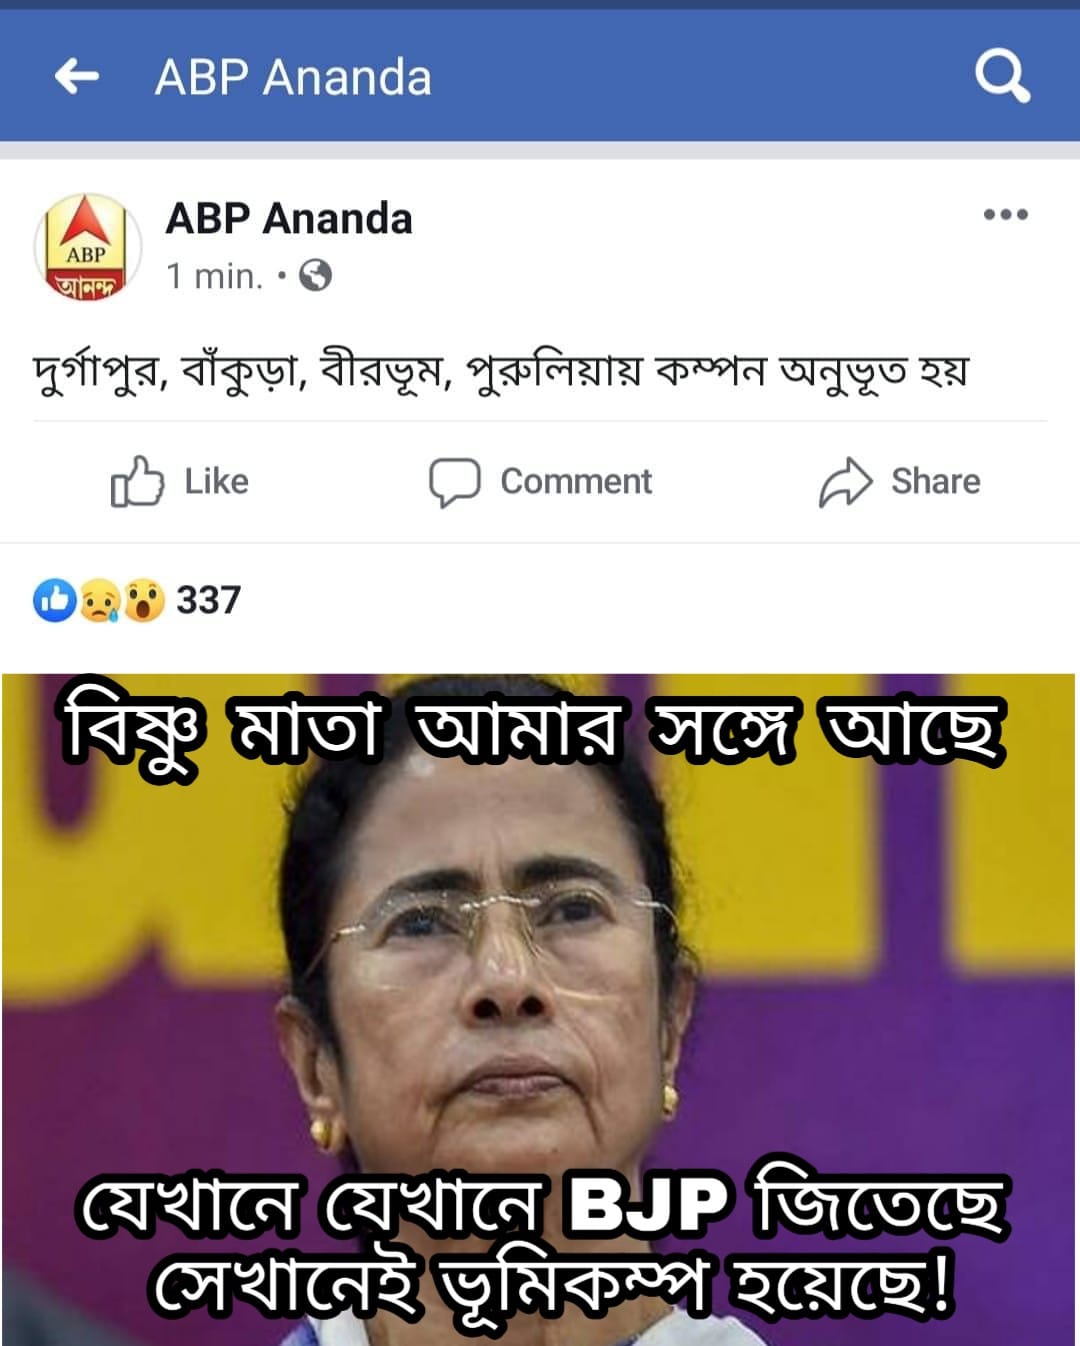 ABP Ananda
ABP Ananda
ABP
আনন্দ
1 min.
দুর্গাপুর, বাঁকুড়া, বীরভূম, পুরুলিয়ায় কম্পন অনুভূত হয়
Like Comment Share
337
বিষ্ণু মাতা আমার সঙ্গে আছে
যেখানে যেখানে BJP জিতেছে
সেখানেই ভূমিকম্প হয়েছে!